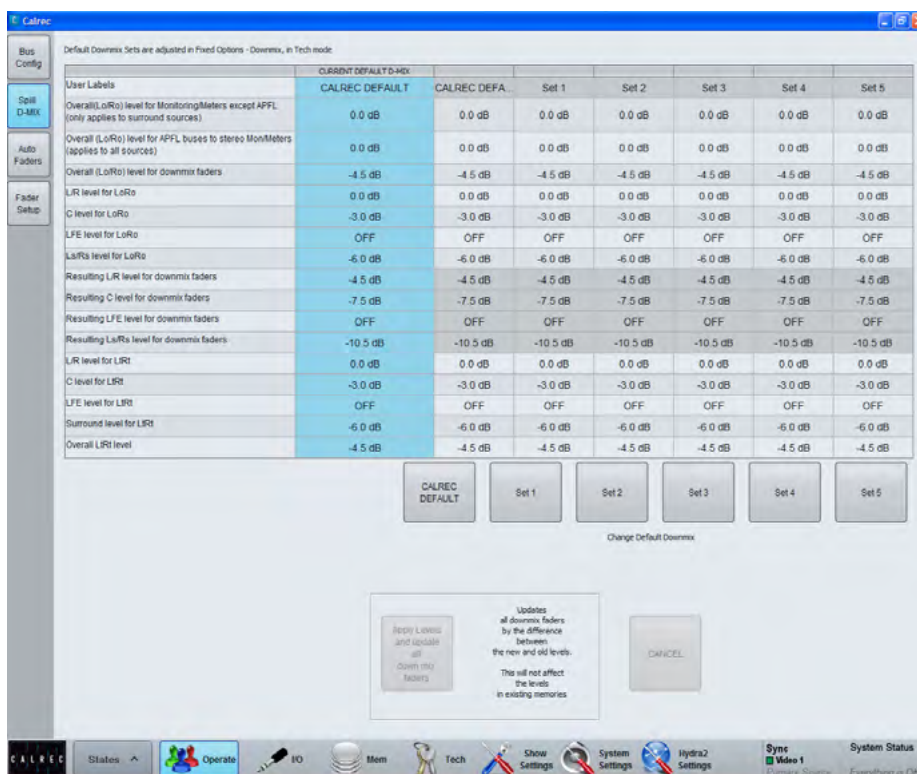 Calrec
Bus Config
Spill D-MIX
Auto Faders
Fader Setup
Default Downmix Sets are adjusted in Fixed Options - Downmix, in Tech mode
CURRENT DEFAULT D-MIX
User Labels CALREC DEFAULT CALREC DEFA... Set 1 Set 2 Set 3 Set 4 Set 5
Overall(Lo/Ro) level for Monitoring/Meters except APFL
(only applies to surround sources) 0.0 dB 0.0 dB 0.0 dB 0.0 dB 0.0 dB 0.0 dB 0.0 dB
Overall (Lo/Ro) level for APFL buses to stereo Mon/Meters
(applies to all sources) 0.0 dB 0.0 dB 0.0 dB 0.0 dB 0.0 dB 0.0 dB 0.0 dB
Overall (Lo/Ro) level for downmix faders -4.5 dB -4.5 dB -4.5 dB -4.5 dB -4.5 dB -4.5 dB -4.5 dB
L/R level for LoRo 0.0 dB 0.0 dB 0.0 dB 0.0 dB 0.0 dB 0.0 dB 0.0 dB
C level for LoRo -3.0 dB -3.0 dB -3.0 dB -3.0 dB -3.0 dB -3.0 dB -3.0 dB
LFE level for LoRo OFF OFF OFF OFF OFF OFF OFF
Ls/Rs level for LoRo -6.0 dB -6.0 dB -6.0 dB -6.0 dB -6.0 dB -6.0 dB -6.0 dB
Resulting L/R level for downmix faders -4.5 dB -4.5 dB -4.5 dB -4.5 dB -4.5 dB -4.5 dB -4.5 dB
Resulting C level for downmix faders -7.5 dB -7.5 dB -7.5 dB -7.5 dB -7.5 dB -7.5 dB -7.5 dB
Resulting LFE level for downmix faders OFF OFF OFF OFF OFF OFF OFF
Resulting Ls/Rs level for downmix faders -10.5 dB -10.5 dB -10.5 dB -10.5 dB -10.5 dB -10.5 dB -10.5 dB
L/R level for LtRt 0.0 dB 0.0 dB 0.0 dB 0.0 dB 0.0 dB 0.0 dB 0.0 dB
C level for LtRt -3.0 dB -3.0 dB -3.0 dB -3.0 dB -3.0 dB -3.0 dB -3.0 dB
LFE level for LtRt OFF OFF OFF OFF OFF OFF OFF
Surround level for LtRt -6.0 dB -6.0 dB -6.0 dB -6.0 dB -6.0 dB -6.0 dB -6.0 dB
Overall LtRt level -4.5 dB -4.5 dB -4.5 dB -4.5 dB -4.5 dB -4.5 dB -4.5 dB
CALREC DEFAULT Set 1 Set 2 Set 3 Set 4 Set 5
Change Default Downmix
Apply Levels
and update
all
down mix
faders
Updates
all downmix faders
by the difference
between
the new and old levels.
This will not affect
the levels
in existing memories
CANCEL
CALREC States Operate I/O Mem Tech Show Settings System Settings Hydra2 Settings
Sync
Video 1
System Status